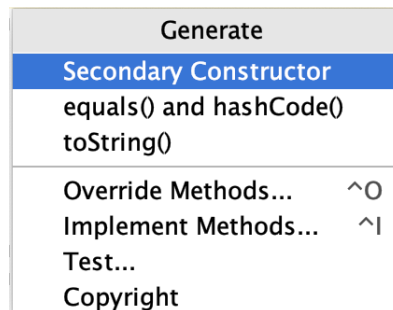 Generate
Secondary Constructor
equals() and hashCode()
toString()
Override Methods... ^O
Implement Methods... ^I
Test...
Copyright